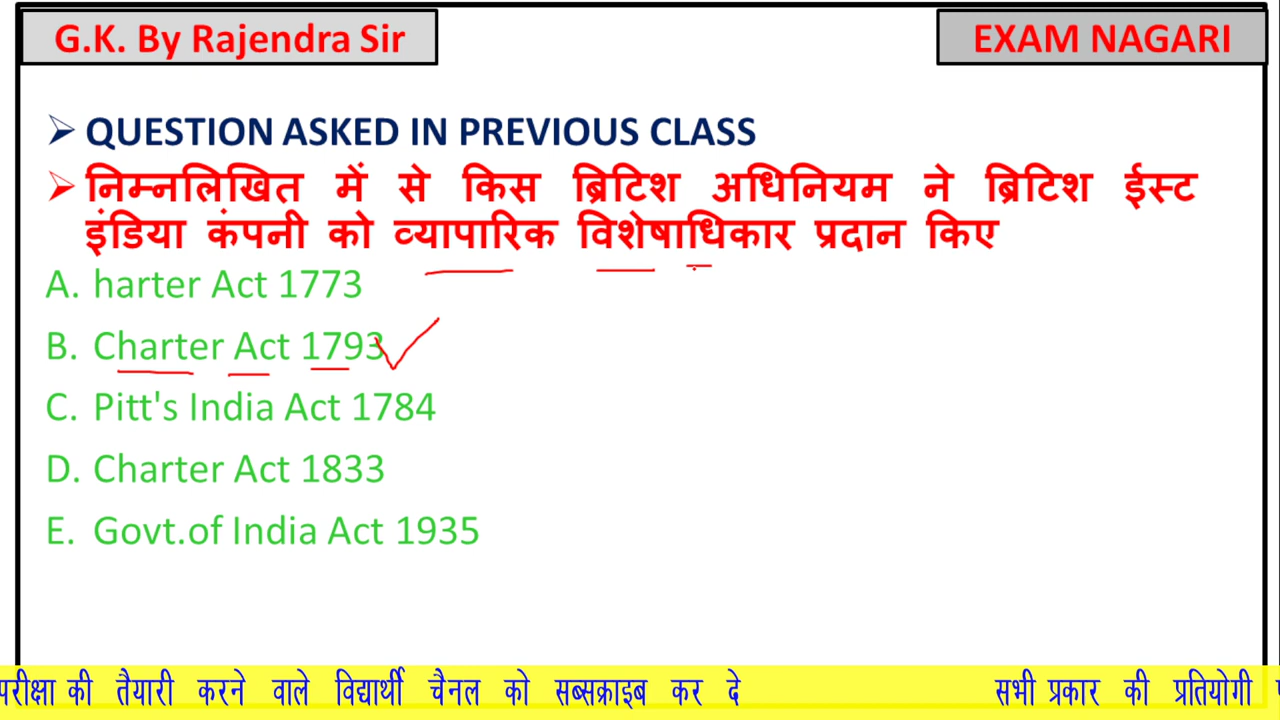 G.K. By Rajendra Sir
EXAM NAGARI
QUESTION ASKED IN PREVIOUS CLASS
निम्नलिखित में से किस ब्रिटिश अधिनियम ने ब्रिटिश ईस्ट
इंडिया कंपनी को व्यापारिक विशेषाधिकार प्रदान किए
A. harter Act 1773
B. Charter Act 1793
C. Pitt's India Act 1784
D. Charter Act 1833
E. Govt.of India Act 1935
परीक्षा की तैयारी करने वाले विद्यार्थी चैनल को सब्सक्राइब कर दे सभी प्रकार की प्रतियोगी